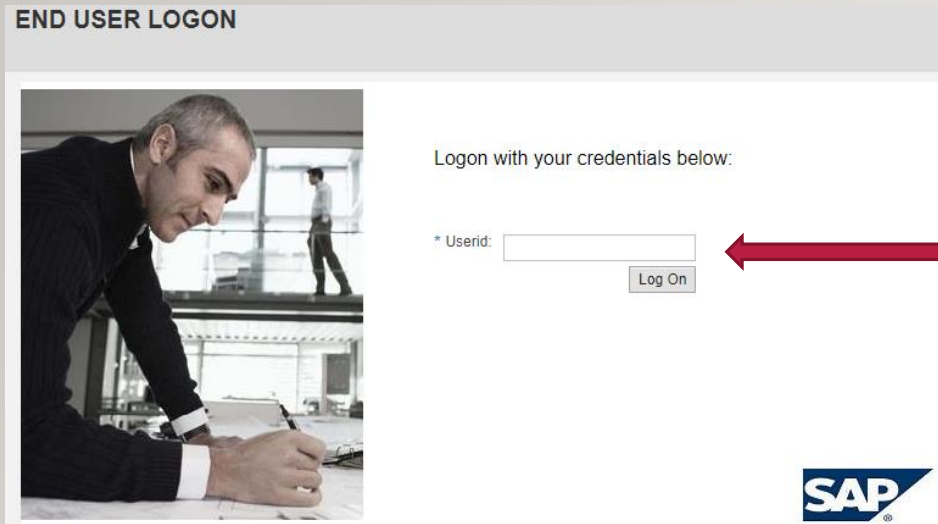 END USER LOGON
Logon with your credentials below:
* Userid:
Log On
SAP
®